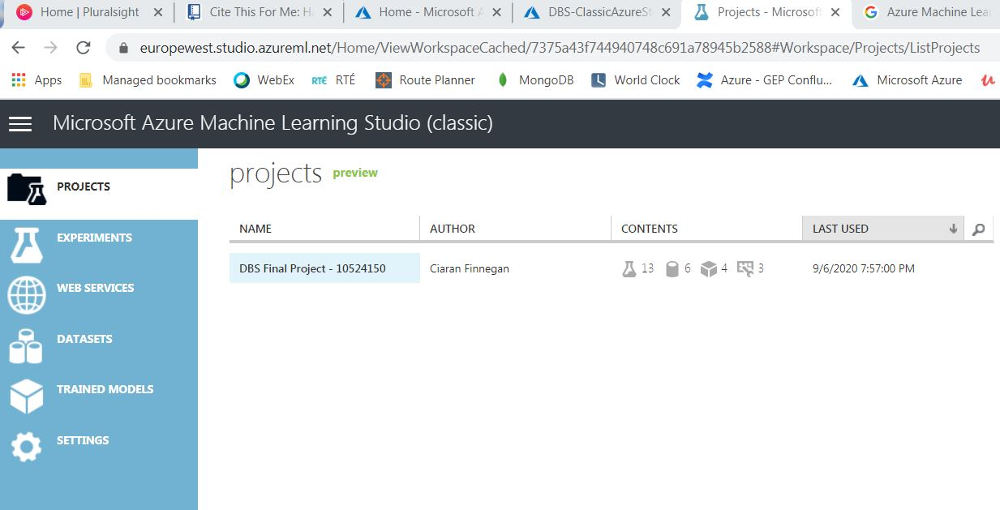 Home | Pluralsight
Cite This For Me: Ha
Home - Microsoft A
DBS-ClassicAzureSt
Projects - Microsoft
Azure Machine Lea
europewest.studio.azureml.net/Home/ViewWorkspaceCached/7375a43f744940748c691a78945b2588#Workspace/Projects/ListProjects
Apps
Managed bookmarks
WebEx
RTÉ RTÉ
Route Planner
MongoDB
World Clock
Azure - GEP Conflu...
Microsoft Azure
Microsoft Azure Machine Learning Studio (classic)
PROJECTS
EXPERIMENTS
WEB SERVICES
DATASETS
TRAINED MODELS
SETTINGS
projects preview
NAME AUTHOR CONTENTS LAST USED
DBS Final Project - 10524150 Ciaran Finnegan 13 6 4 3 9/6/2020 7:57:00 PM